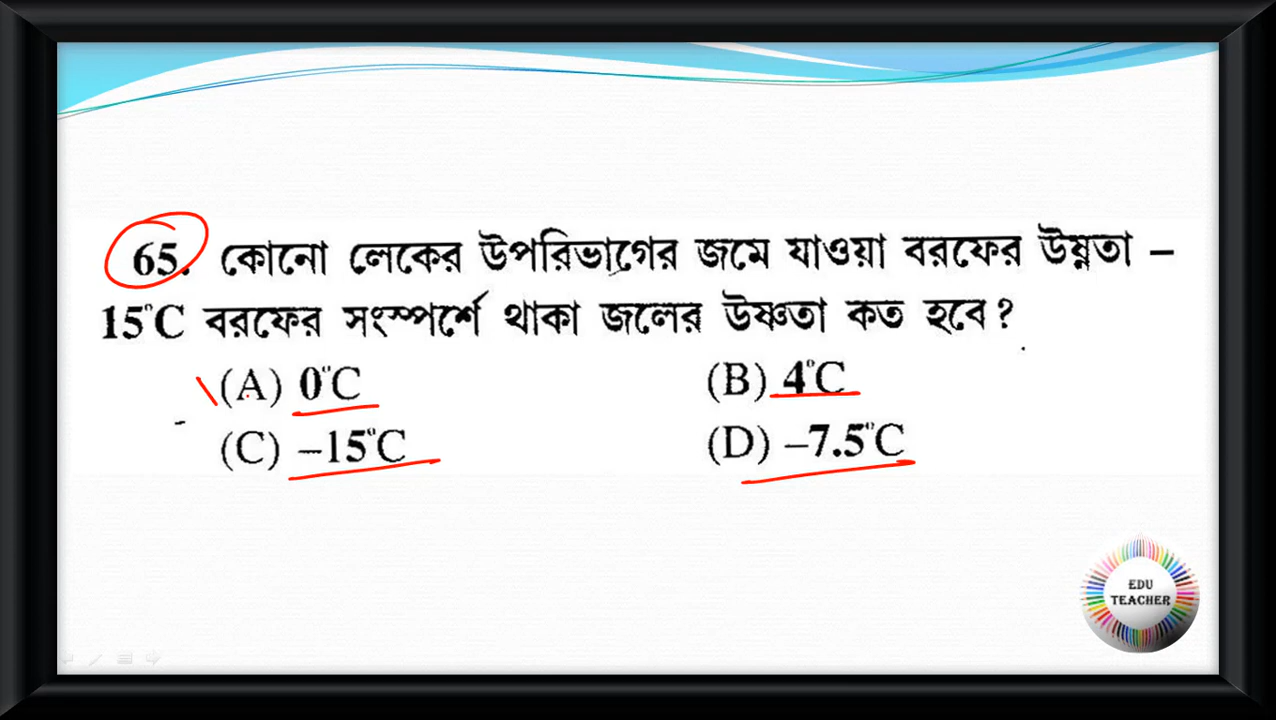 65. কোনো লেকের উপরিভাগের জমে যাওয়া বরফের উষ্ণতা –
15°C বরফের সংস্পর্শে থাকা জলের উষ্ণতা কত হবে?
(A) 0°C (B) 4°C
(C) –15°C (D) –7.5°C
EDU
TEACHER